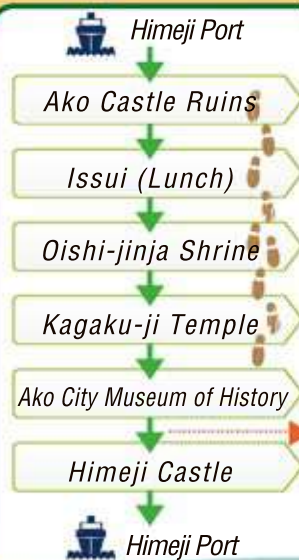 Himeji Port
Ako Castle Ruins
Issui (Lunch)
Oishi-jinja Shrine
Kagaku-ji Temple
Ako City Museum of History
Himeji Castle
Himeji Port